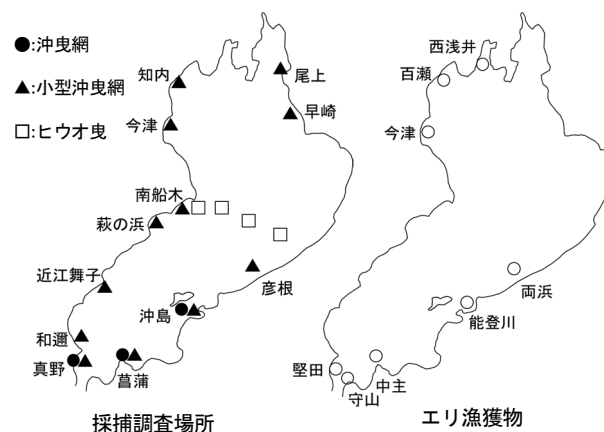 ●:沖曳網
▲:小型沖曳網
□:ヒウオ曳
知内
尾上
早崎
今津
南船木
萩の浜
近江舞子
彦根
沖島
和邇
真野
菖蒲
採捕調査場所
西浅井
百瀬
今津
両浜
能登川
堅田
中主
守山
エリ漁獲物